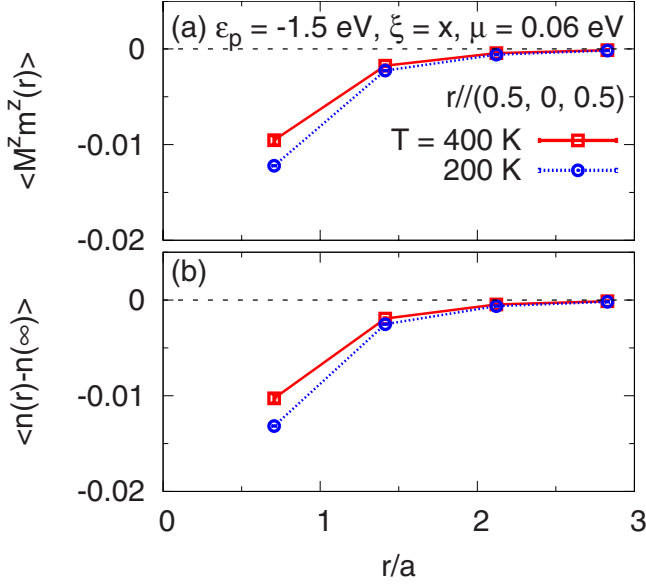 (a) εp = -1.5 eV, ξ = x, μ = 0.06 eV
0
-0.01
-0.02
<M^z m^z(r)>
r//(0.5, 0, 0.5)
T = 400 K
200 K
(b)
0
-0.01
-0.02
<n(r)-n(∞)>
0 1 2 3
r/a